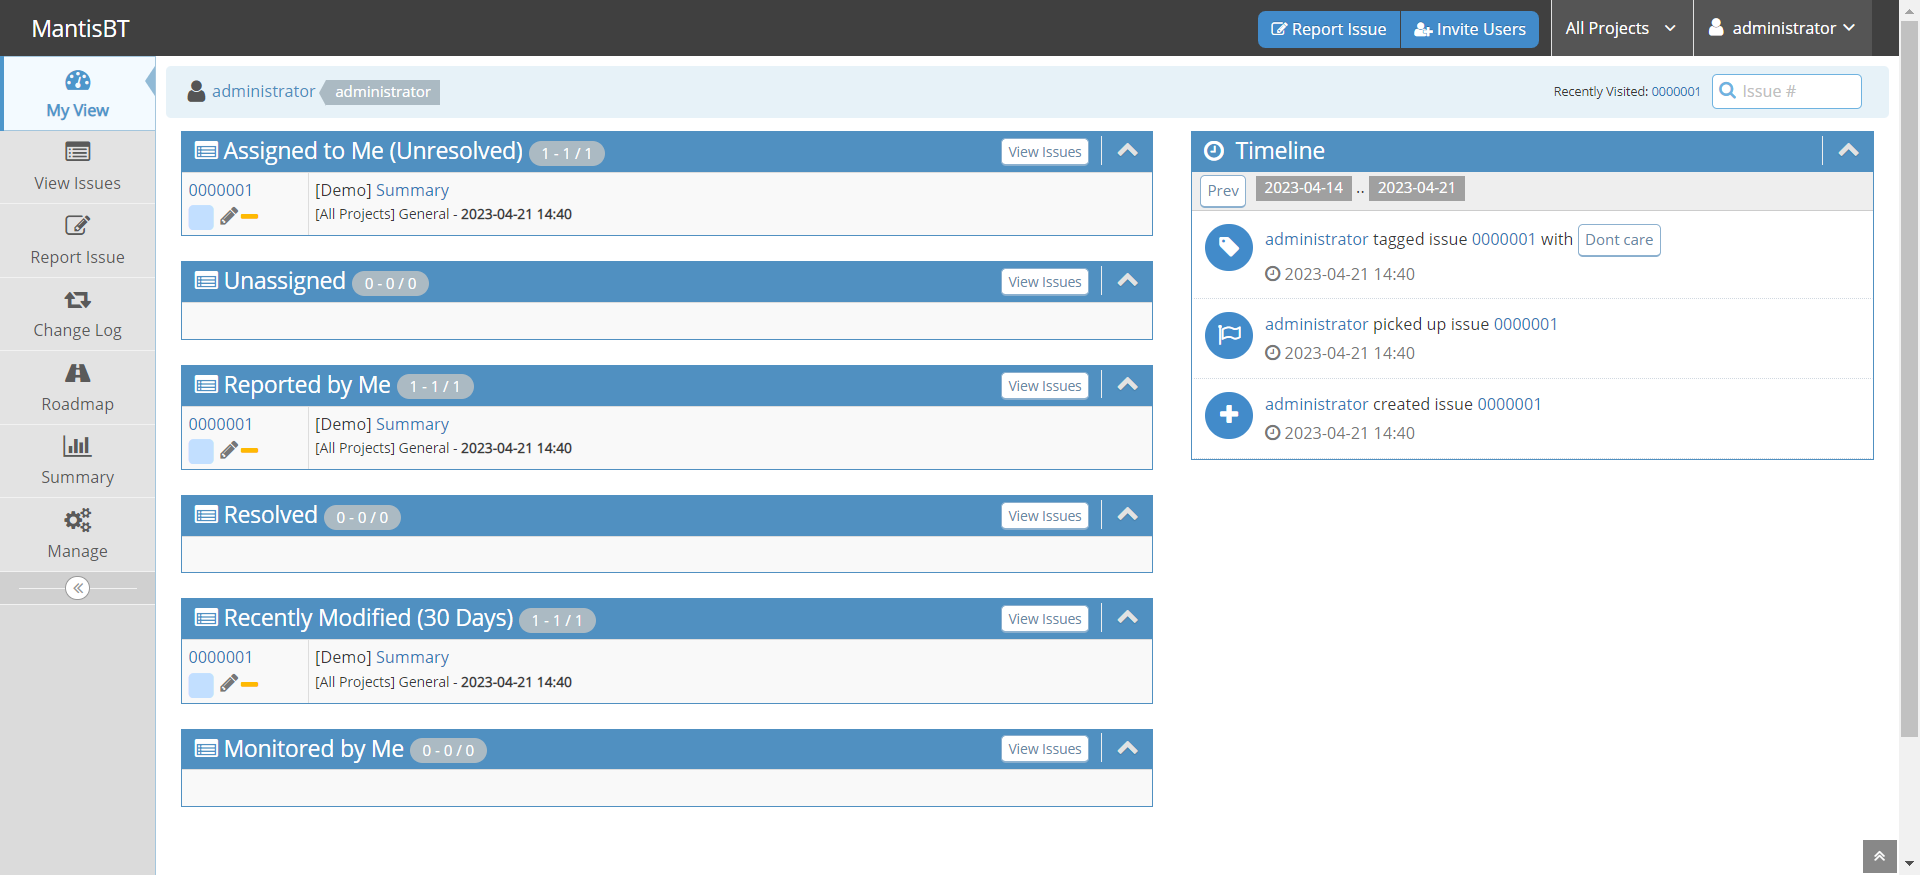 MantisBT
Report Issue
Invite Users
All Projects
administrator
My View
View Issues
Report Issue
Change Log
Roadmap
Summary
Manage
administrator administrator
Recently Visited: 0000001
Issue #
Assigned to Me (Unresolved) 1 - 1 / 1
View Issues
0000001
[Demo] Summary
[All Projects] General - 2023-04-21 14:40
Unassigned 0 - 0 / 0
View Issues
Reported by Me 1 - 1 / 1
View Issues
0000001
[Demo] Summary
[All Projects] General - 2023-04-21 14:40
Resolved 0 - 0 / 0
View Issues
Recently Modified (30 Days) 1 - 1 / 1
View Issues
0000001
[Demo] Summary
[All Projects] General - 2023-04-21 14:40
Monitored by Me 0 - 0 / 0
View Issues
Timeline
Prev 2023-04-14 .. 2023-04-21
administrator tagged issue 0000001 with Dont care
2023-04-21 14:40
administrator picked up issue 0000001
2023-04-21 14:40
administrator created issue 0000001
2023-04-21 14:40